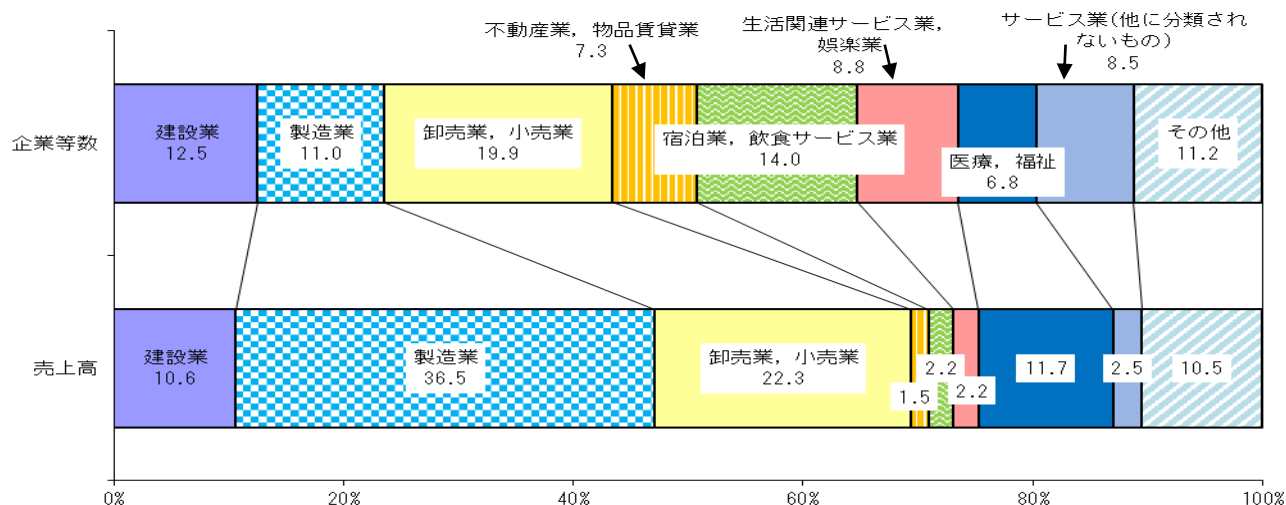 不動産業，物品賃貸業
7.3
生活関連サービス業，
娯楽業
8.8
サービス業(他に分類され
ないもの)
8.5
企業等数
建設業
12.5
製造業
11.0
卸売業，小売業
19.9
宿泊業，飲食サービス業
14.0
医療，福祉
6.8
その他
11.2
売上高
建設業
10.6
製造業
36.5
卸売業，小売業
22.3
1.5
2.2
2.2
11.7
2.5
10.5
0%
20%
40%
60%
80%
100%